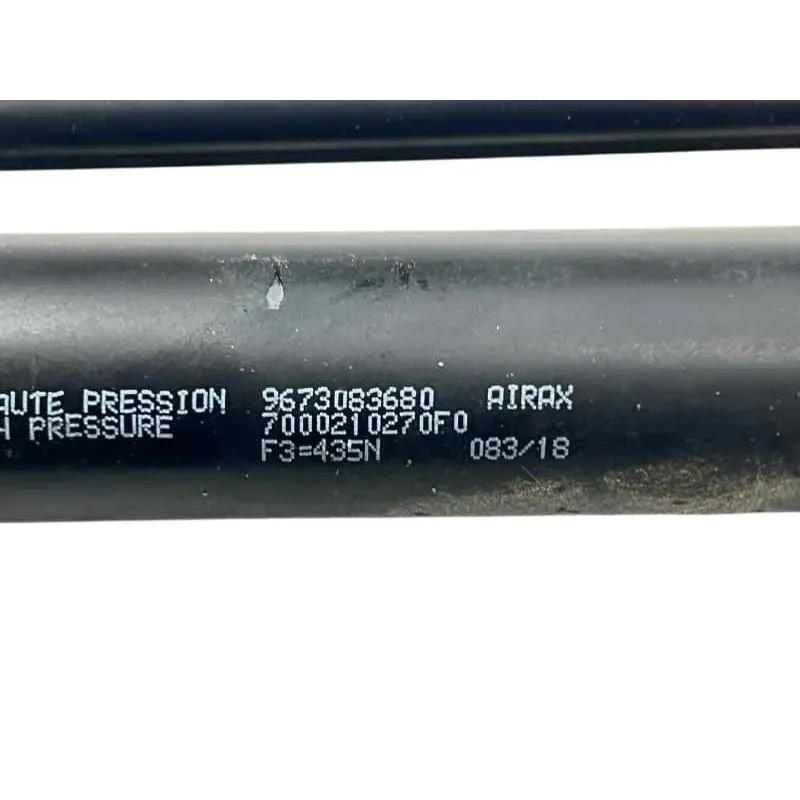 AUTE PRESSION 9673083680 AIRAX
H PRESSURE 7000210270F0
F3=435N 083/18